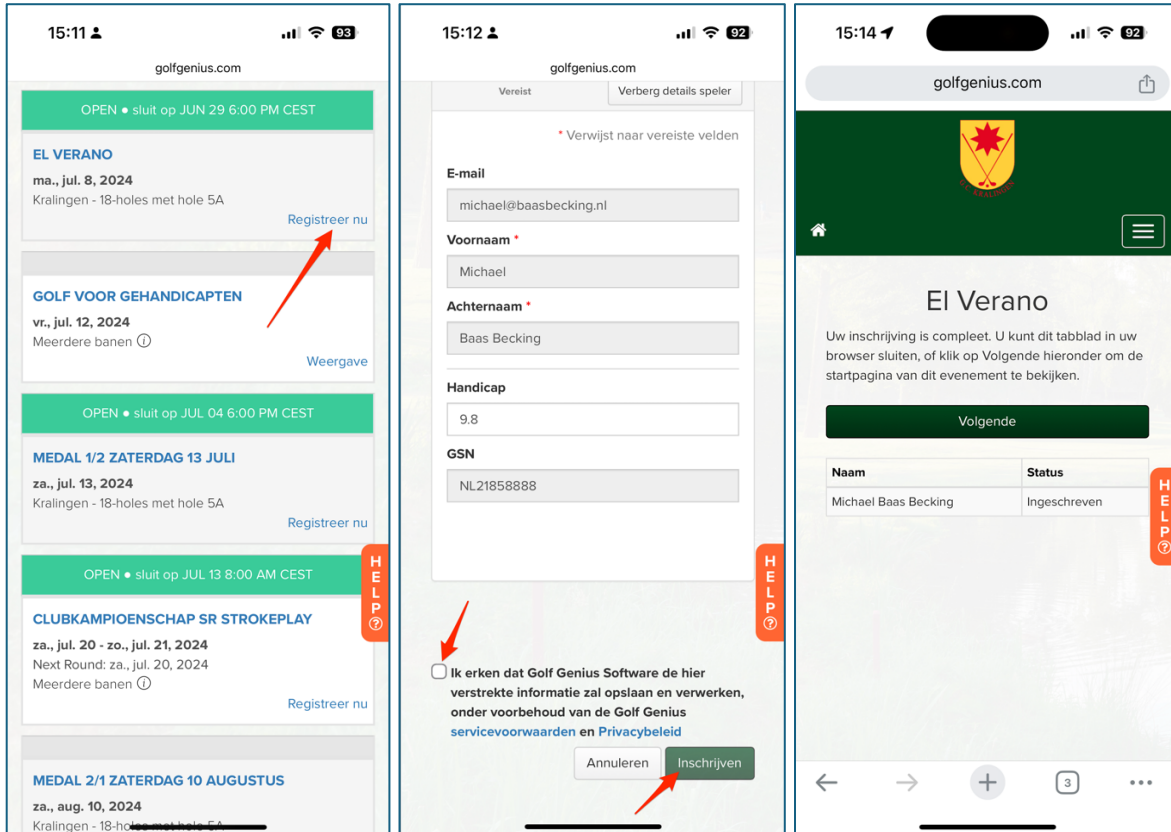 15:11
93
golfgenius.com
OPEN ● sluit op JUN 29 6:00 PM CEST
EL VERANO
ma., jul. 8, 2024
Kralingen - 18-holes met hole 5A
Registreer nu
GOLF VOOR GEHANDICAPTEN
vr., jul. 12, 2024
Meerdere banen
Weergave
OPEN ● sluit op JUL 04 6:00 PM CEST
MEDAL 1/2 ZATERDAG 13 JULI
za., jul. 13, 2024
Kralingen - 18-holes met hole 5A
Registreer nu
OPEN ● sluit op JUL 13 8:00 AM CEST
CLUBKAMPIOENSCHAP SR STROKEPLAY
za., jul. 20 - zo., jul. 21, 2024
Next Round: za., jul. 20, 2024
Meerdere banen
Registreer nu
MEDAL 2/1 ZATERDAG 10 AUGUSTUS
za., aug. 10, 2024
Kralingen - 18-holes met hole 5A
HELP?
15:12
92
golfgenius.com
Vereist
Verberg details speler
* Verwijst naar vereiste velden
E-mail
michael@baasbecking.nl
Voornaam *
Michael
Achternaam *
Baas Becking
Handicap
9.8
GSN
NL21858888
HELP?
Ik erken dat Golf Genius Software de hier
verstrekte informatie zal opslaan en verwerken,
onder voorbehoud van de Golf Genius
servicevoorwaarden en Privacybeleid
Annuleren
Inschrijven
15:14
92
golfgenius.com
G.C. KRALINGEN
El Verano
Uw inschrijving is compleet. U kunt dit tabblad in uw
browser sluiten, of klik op Volgende hieronder om de
startpagina van dit evenement te bekijken.
Volgende
Naam Status
Michael Baas Becking Ingeschreven
HELP?
3